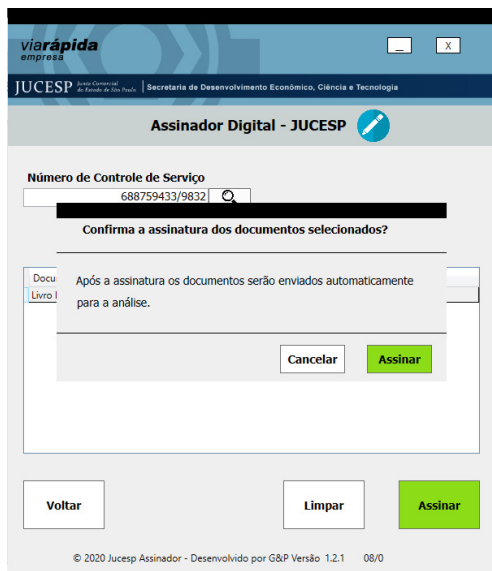 viarápida
empresa
_ X
JUCESP Junta Comercial do Estado de São Paulo Secretaria de Desenvolvimento Econômico, Ciência e Tecnologia
Assinador Digital - JUCESP
Número de Controle de Serviço
688759433/9832
Confirma a assinatura dos documentos selecionados?
Docu
Livro
Após a assinatura os documentos serão enviados automaticamente
para a análise.
Cancelar Assinar
Voltar Limpar Assinar
© 2020 Jucesp Assinador - Desenvolvido por G&P Versão 1.2.1 08/0